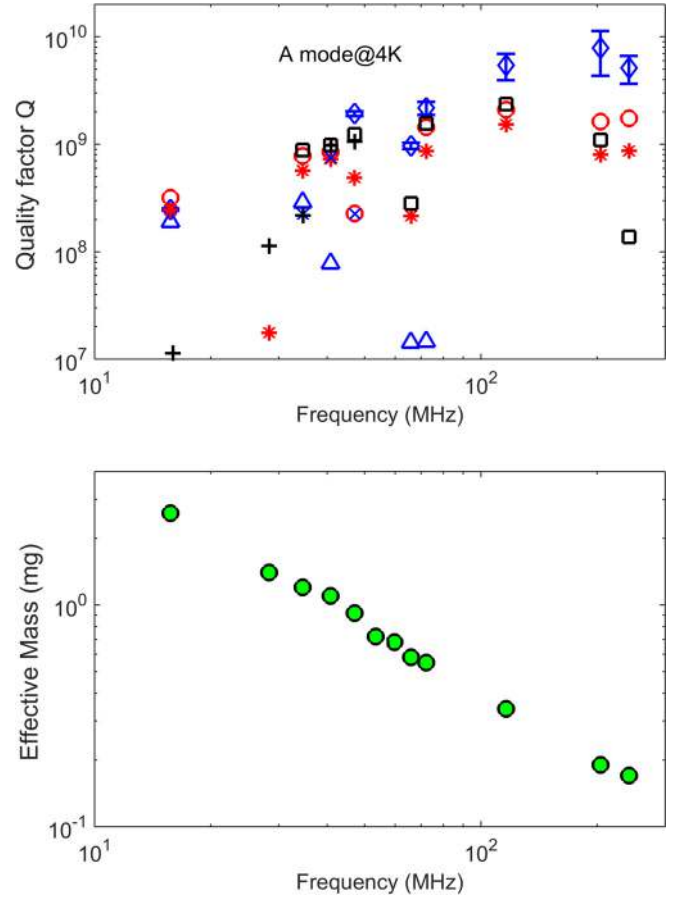 10^10
A mode@4K
10^9
Quality factor Q
10^8
10^7
10^1
10^2
Frequency (MHz)
10^0
Effective Mass (mg)
10^-1
10^1
10^2
Frequency (MHz)